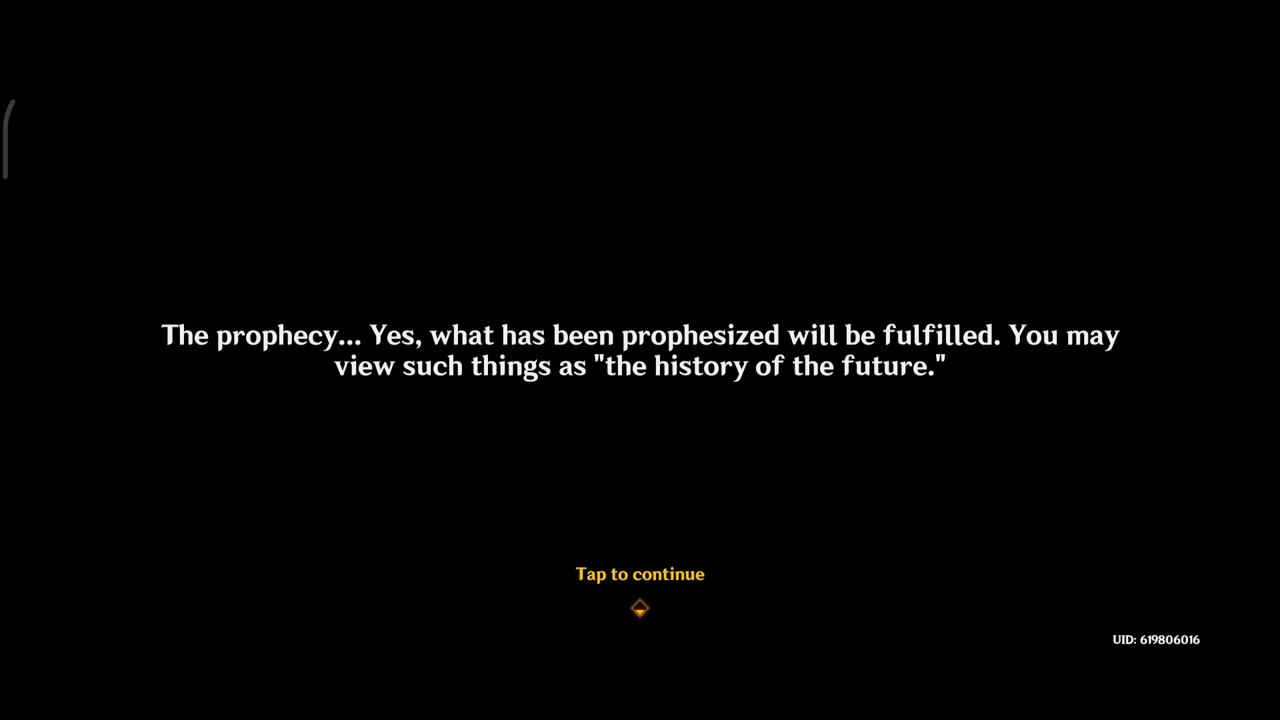 The prophecy... Yes, what has been prophesized will be fulfilled. You may
view such things as "the history of the future."
Tap to continue
UID: 619806016